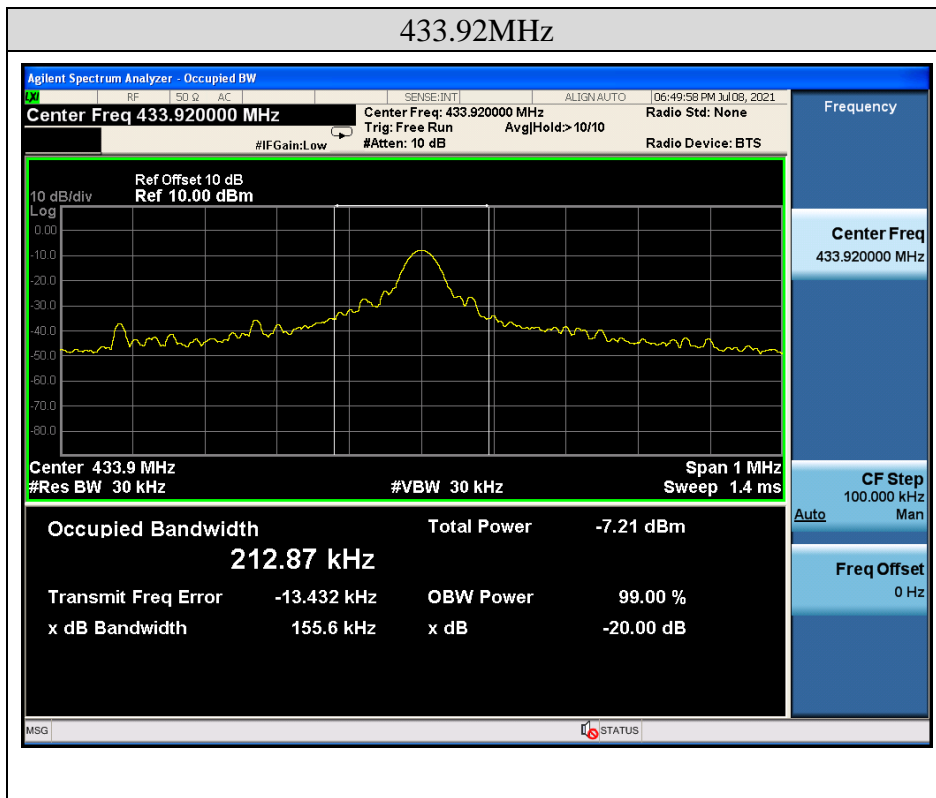 433.92MHz
Agilent Spectrum Analyzer - Occupied BW
LXI RF 50 Ω AC SENSE:INT ALIGN AUTO 06:49:58 PM Jul 08, 2021
Center Freq 433.920000 MHz
Center Freq: 433.920000 MHz Radio Std: None
Trig: Free Run Avg|Hold:> 10/10
#IFGain:Low #Atten: 10 dB Radio Device: BTS
Frequency
Ref Offset 10 dB
10 dB/div Ref 10.00 dBm
Log
0.00
-10.0
-20.0
-30.0
-40.0
-50.0
-60.0
-70.0
-80.0
Center 433.9 MHz Span 1 MHz
#Res BW 30 kHz #VBW 30 kHz Sweep 1.4 ms
Occupied Bandwidth Total Power -7.21 dBm
212.87 kHz
Transmit Freq Error -13.432 kHz OBW Power 99.00 %
x dB Bandwidth 155.6 kHz x dB -20.00 dB
Center Freq
433.920000 MHz
CF Step
100.000 kHz
Auto Man
Freq Offset
0 Hz
MSG STATUS